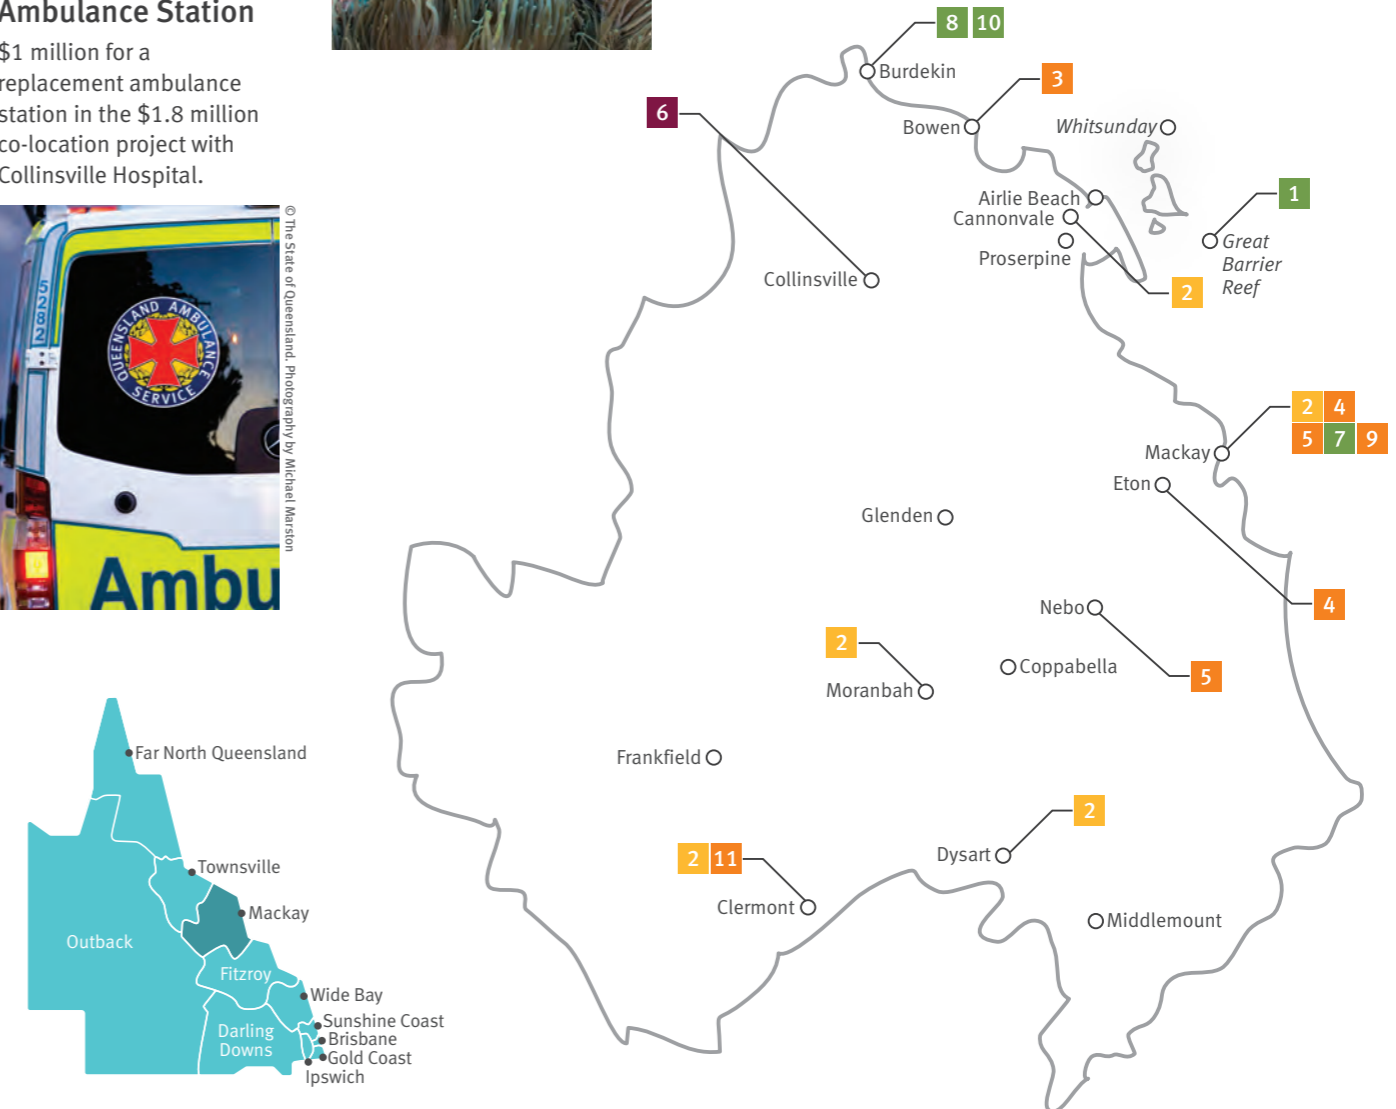 Ambulance Station
$1 million for a
replacement ambulance
station in the $1.8 million
co-location project with
Collinsville Hospital.
© The State of Queensland. Photography by Michael Marston
5282
QUEENSLAND AMBULANCE
SERVICE
Ambu
8 10
Burdekin
3
6
Bowen
Whitsunday
Airlie Beach
1
Cannonvale
Great
Barrier
Reef
Proserpine
Collinsville
2
2 4
5 7 9
Mackay
Eton
Glenden
4
Nebo
2
Coppabella
5
Moranbah
Frankfield
2
Dysart
2 11
Clermont
Middlemount
Far North Queensland
Townsville
Mackay
Outback
Fitzroy
Wide Bay
Sunshine Coast
Darling
Downs
Brisbane
Gold Coast
Ipswich